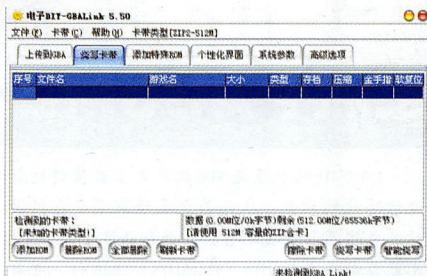 电子DIY-GBALink 5.50
文件(F) 卡带(C) 帮助(H) 卡带类型[ZIP2-512M]
上传到GBA 烧写卡带 添加特殊ROM 个性化界面 系统参数 高级选项
序号 文件名 游戏名 大小 类型 存档 压缩 金手指 软复位
检测到的卡带: 数据(0.00M位/0k字节)剩余(512.00M位/65536k字节)
[未知的卡带类型!] [请使用 512M 容量的ZIP合卡]
添加ROM 删除ROM 全部删除 刷新卡带 擦除卡带 烧写卡带 智能烧写
未检测到GBA Link!